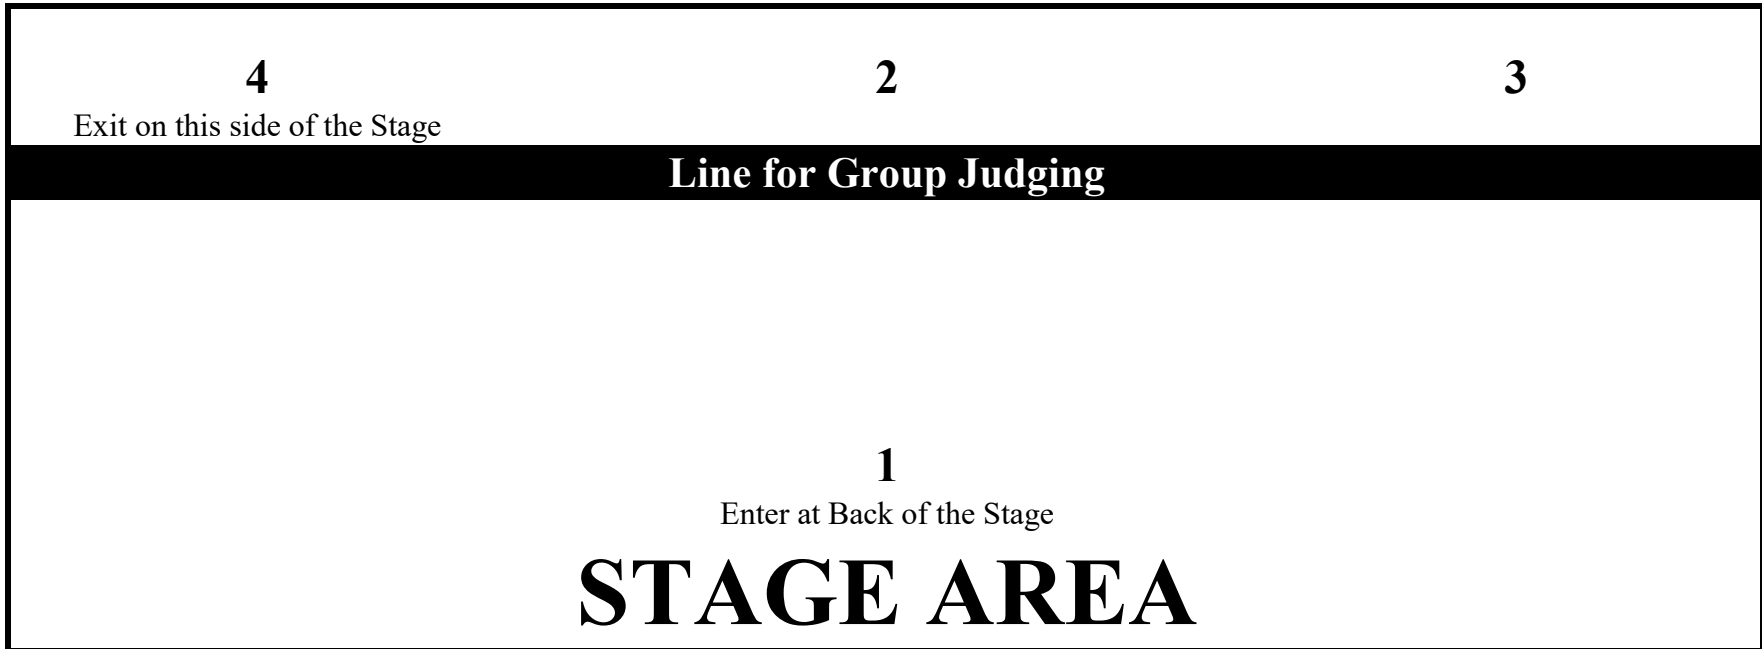 4 2 3
Exit on this side of the Stage
Line for Group Judging
1
Enter at Back of the Stage
STAGE AREA